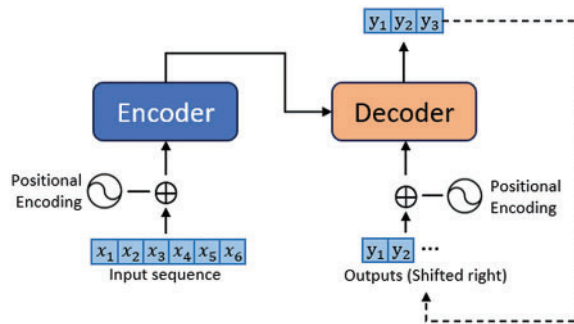 y₁ y₂ y₃
Encoder
Decoder
Positional
Encoding
Positional
Encoding
x₁ x₂ x₃ x₄ x₅ x₆
Input sequence
y₁ y₂ ...
Outputs (Shifted right)